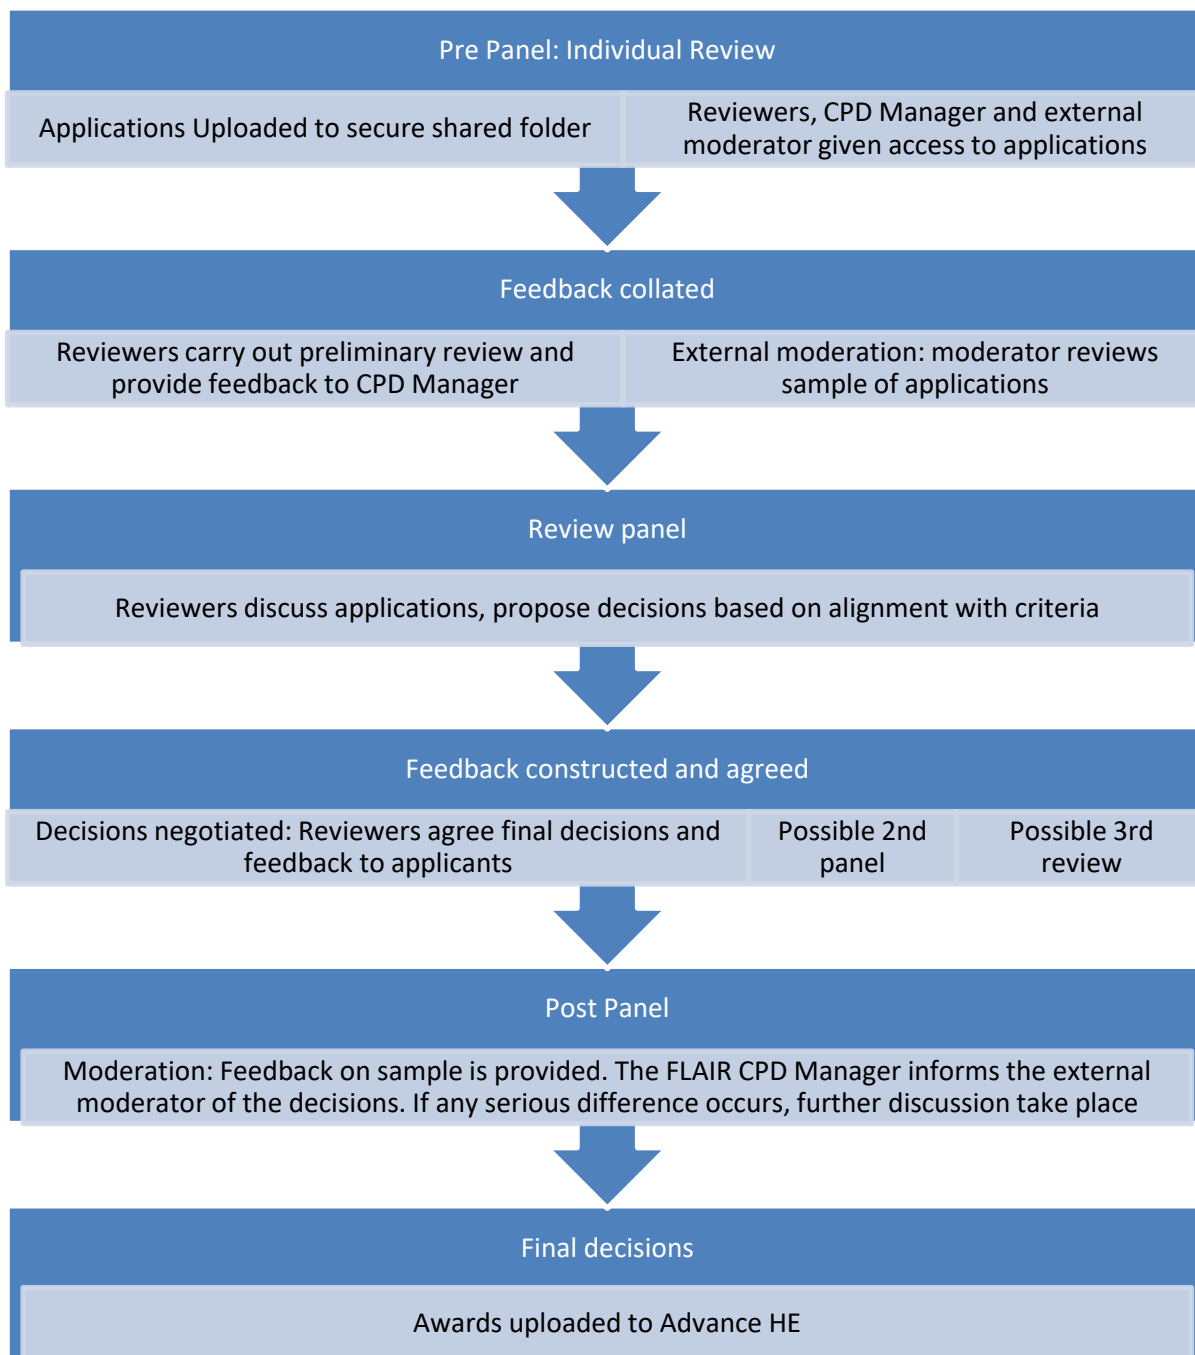 Pre Panel: Individual Review
Applications Uploaded to secure shared folder
Reviewers, CPD Manager and external
moderator given access to applications
Feedback collated
Reviewers carry out preliminary review and
provide feedback to CPD Manager
External moderation: moderator reviews
sample of applications
Review panel
Reviewers discuss applications, propose decisions based on alignment with criteria
Feedback constructed and agreed
Decisions negotiated: Reviewers agree final decisions and
feedback to applicants
Possible 2nd
panel
Possible 3rd
review
Post Panel
Moderation: Feedback on sample is provided. The FLAIR CPD Manager informs the external
moderator of the decisions. If any serious difference occurs, further discussion take place
Final decisions
Awards uploaded to Advance HE